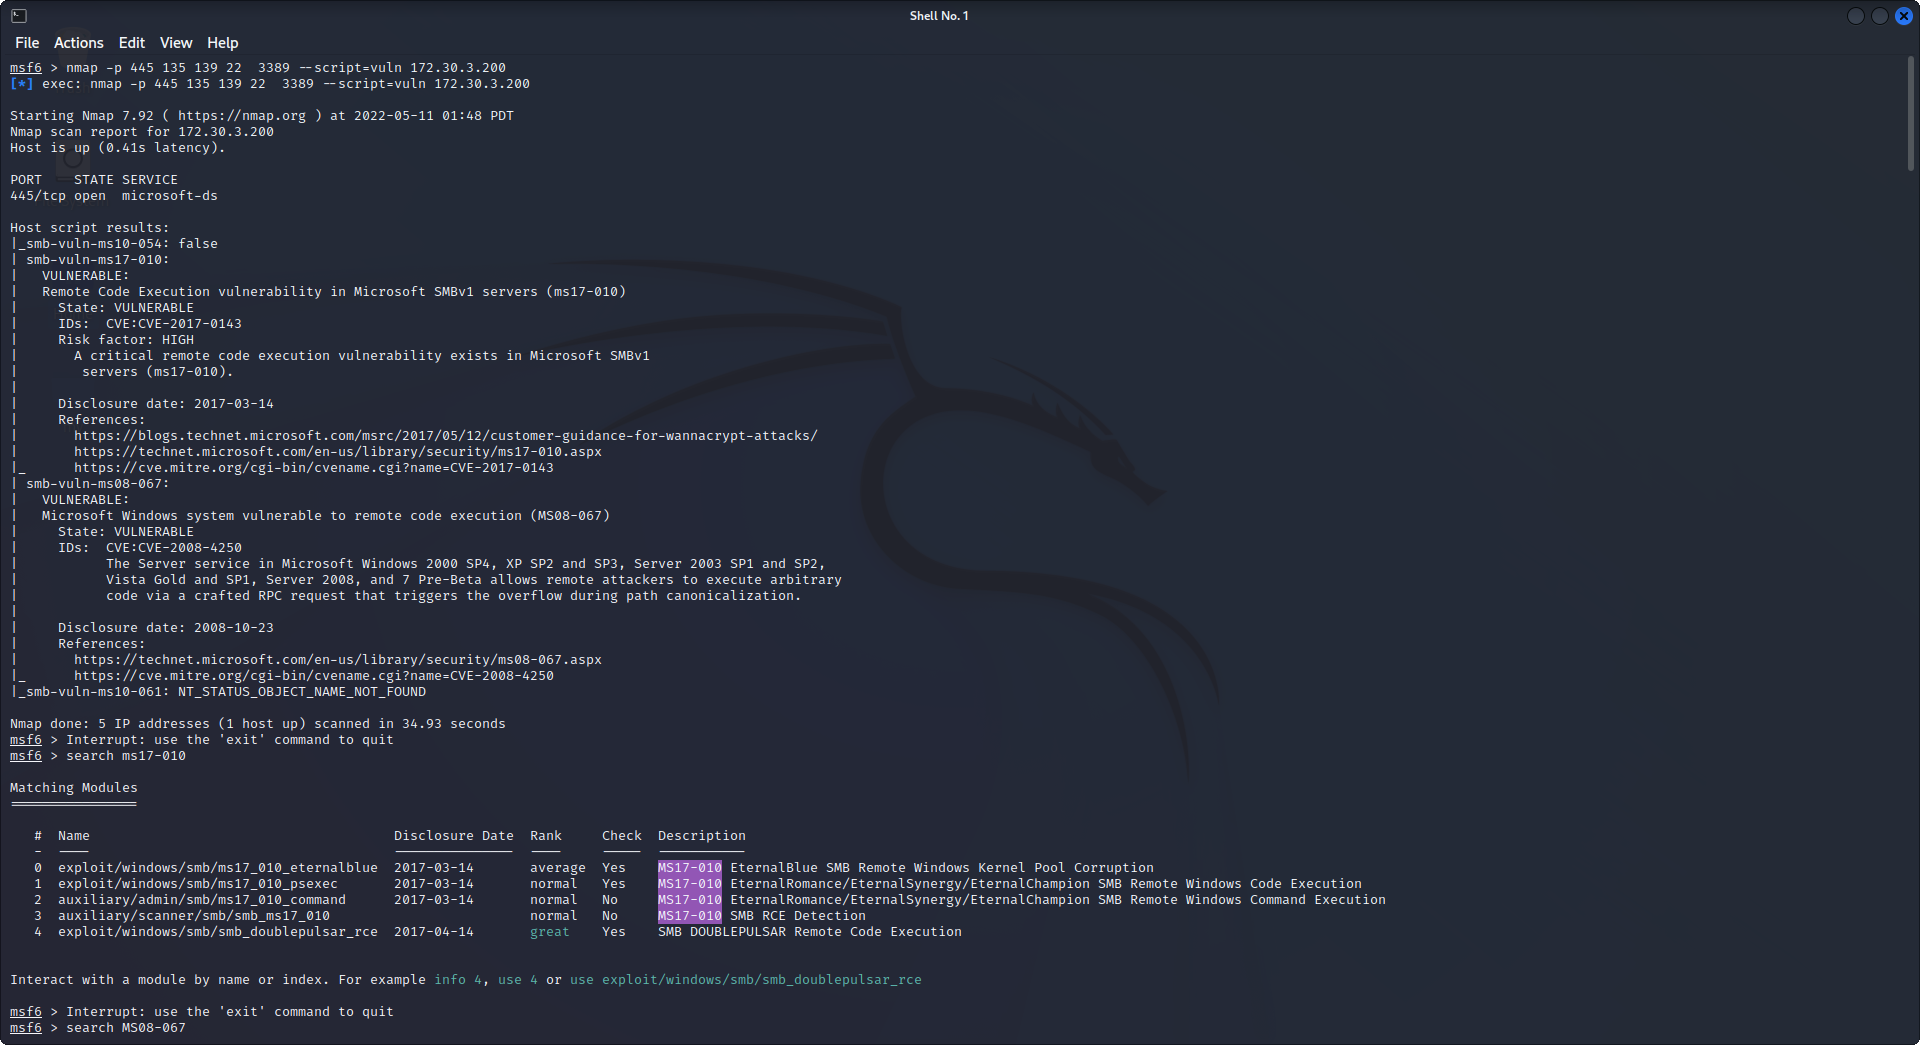 Shell No. 1
File Actions Edit View Help
msf6 > nmap -p 445 135 139 22  3389 --script=vuln 172.30.3.200
[*] exec: nmap -p 445 135 139 22  3389 --script=vuln 172.30.3.200
Starting Nmap 7.92 ( https://nmap.org ) at 2022-05-11 01:48 PDT
Nmap scan report for 172.30.3.200
Host is up (0.41s latency).
PORT    STATE SERVICE
445/tcp open  microsoft-ds
Host script results:
|_smb-vuln-ms10-054: false
| smb-vuln-ms17-010:
|   VULNERABLE:
|   Remote Code Execution vulnerability in Microsoft SMBv1 servers (ms17-010)
|     State: VULNERABLE
|     IDs:  CVE:CVE-2017-0143
|     Risk factor: HIGH
|       A critical remote code execution vulnerability exists in Microsoft SMBv1
|        servers (ms17-010).
|
|     Disclosure date: 2017-03-14
|     References:
|       https://blogs.technet.microsoft.com/msrc/2017/05/12/customer-guidance-for-wannacrypt-attacks/
|       https://technet.microsoft.com/en-us/library/security/ms17-010.aspx
|_      https://cve.mitre.org/cgi-bin/cvename.cgi?name=CVE-2017-0143
| smb-vuln-ms08-067:
|   VULNERABLE:
|   Microsoft Windows system vulnerable to remote code execution (MS08-067)
|     State: VULNERABLE
|     IDs:  CVE:CVE-2008-4250
|           The Server service in Microsoft Windows 2000 SP4, XP SP2 and SP3, Server 2003 SP1 and SP2,
|           Vista Gold and SP1, Server 2008, and 7 Pre-Beta allows remote attackers to execute arbitrary
|           code via a crafted RPC request that triggers the overflow during path canonicalization.
|
|     Disclosure date: 2008-10-23
|     References:
|       https://technet.microsoft.com/en-us/library/security/ms08-067.aspx
|_      https://cve.mitre.org/cgi-bin/cvename.cgi?name=CVE-2008-4250
|_smb-vuln-ms10-061: NT_STATUS_OBJECT_NAME_NOT_FOUND
Nmap done: 5 IP addresses (1 host up) scanned in 34.93 seconds
msf6 > Interrupt: use the 'exit' command to quit
msf6 > search ms17-010
Matching Modules
================
#  Name                                      Disclosure Date  Rank     Check  Description
-  ----                                      ---------------  ----     -----  -----------
0  exploit/windows/smb/ms17_010_eternalblue  2017-03-14       average  Yes    MS17-010 EternalBlue SMB Remote Windows Kernel Pool Corruption
1  exploit/windows/smb/ms17_010_psexec       2017-03-14       normal   Yes    MS17-010 EternalRomance/EternalSynergy/EternalChampion SMB Remote Windows Code Execution
2  auxiliary/admin/smb/ms17_010_command      2017-03-14       normal   No     MS17-010 EternalRomance/EternalSynergy/EternalChampion SMB Remote Windows Command Execution
3  auxiliary/scanner/smb/smb_ms17_010                         normal   No     MS17-010 SMB RCE Detection
4  exploit/windows/smb/smb_doublepulsar_rce  2017-04-14       great    Yes    SMB DOUBLEPULSAR Remote Code Execution
Interact with a module by name or index. For example info 4, use 4 or use exploit/windows/smb/smb_doublepulsar_rce
msf6 > Interrupt: use the 'exit' command to quit
msf6 > search MS08-067